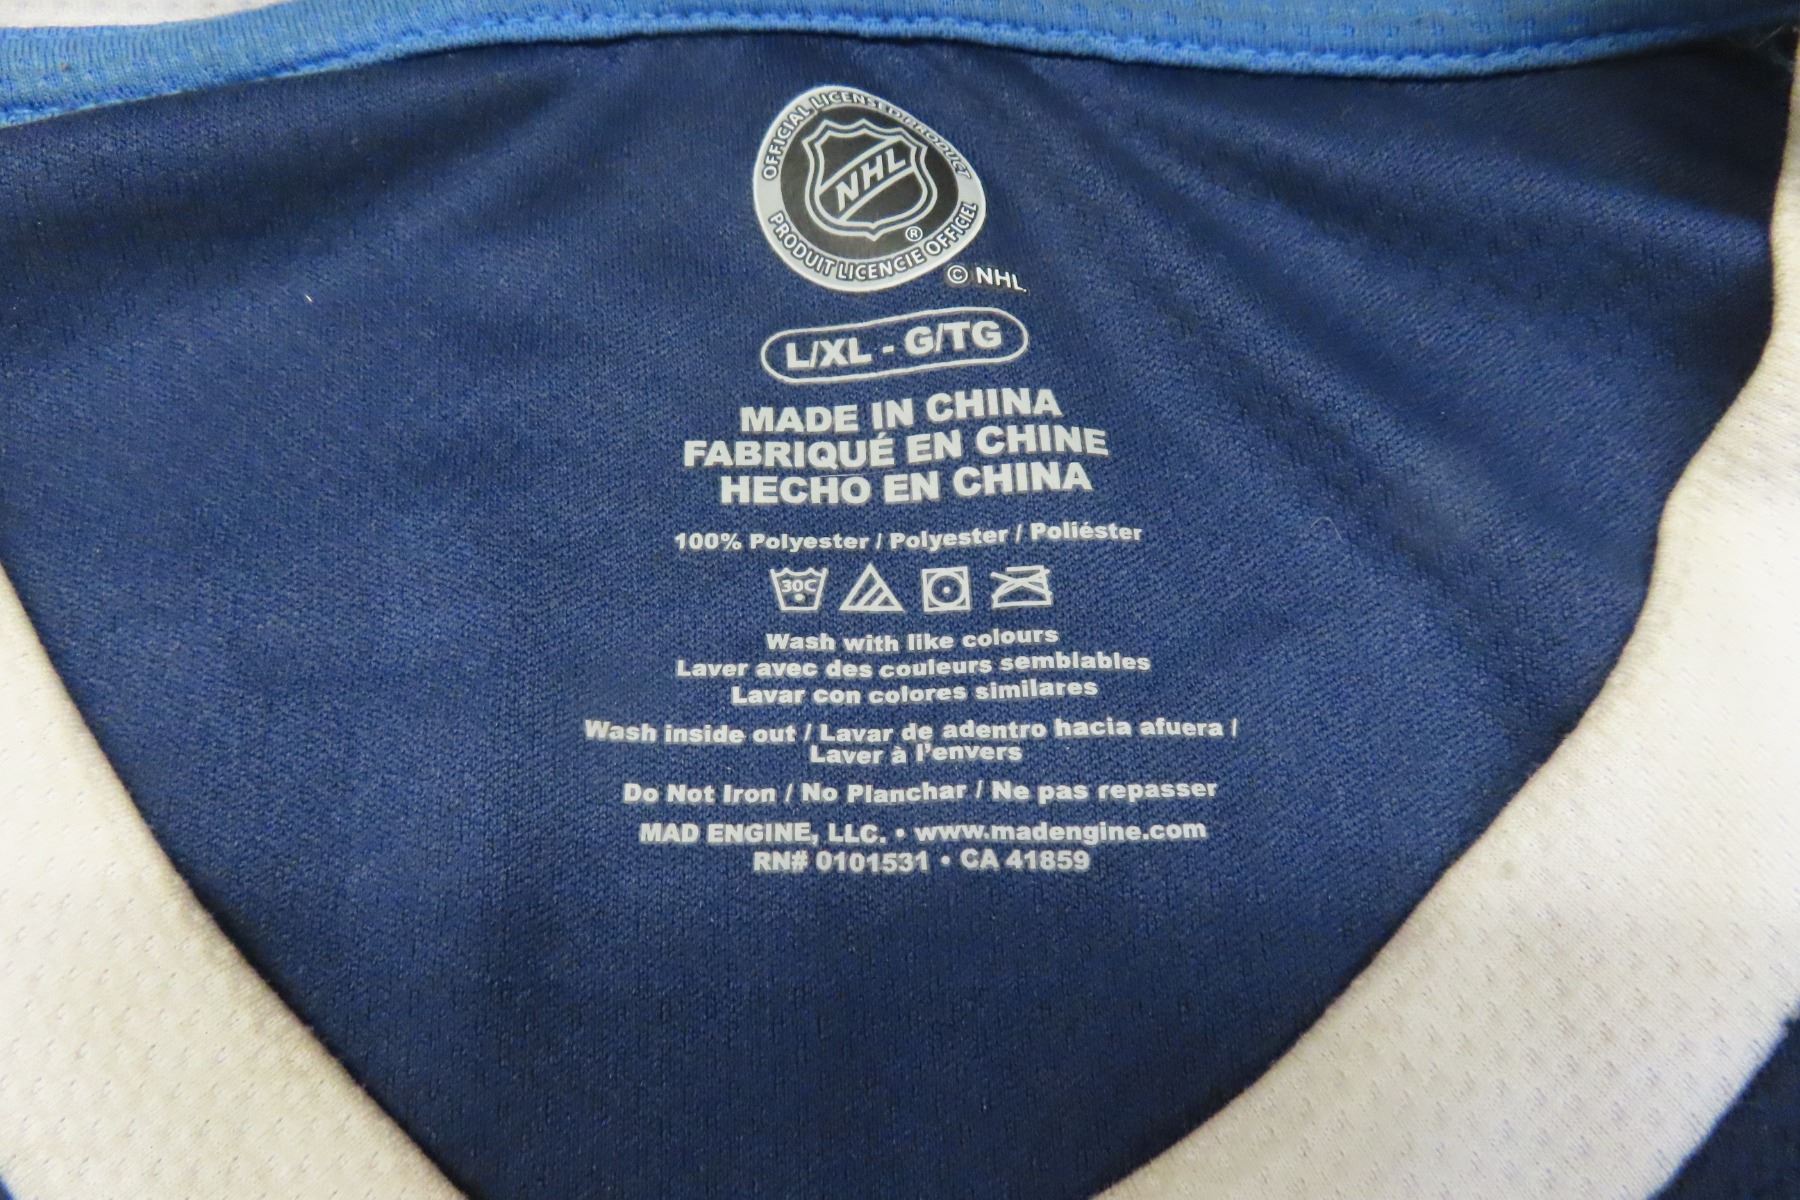 OFFICIAL LICENSED PRODUCT
NHL
®
PRODUIT LICENCIE OFFICIEL
© NHL
L/XL - G/TG
MADE IN CHINA
FABRIQUÉ EN CHINE
HECHO EN CHINA
100% Polyester / Polyester / Poliéster
30C
Wash with like colours
Laver avec des couleurs semblables
Lavar con colores similares
Wash inside out / Lavar de adentro hacia afuera /
Laver à l'envers
Do Not Iron / No Planchar / Ne pas repasser
MAD ENGINE, LLC. • www.madengine.com
RN# 0101531 • CA 41859